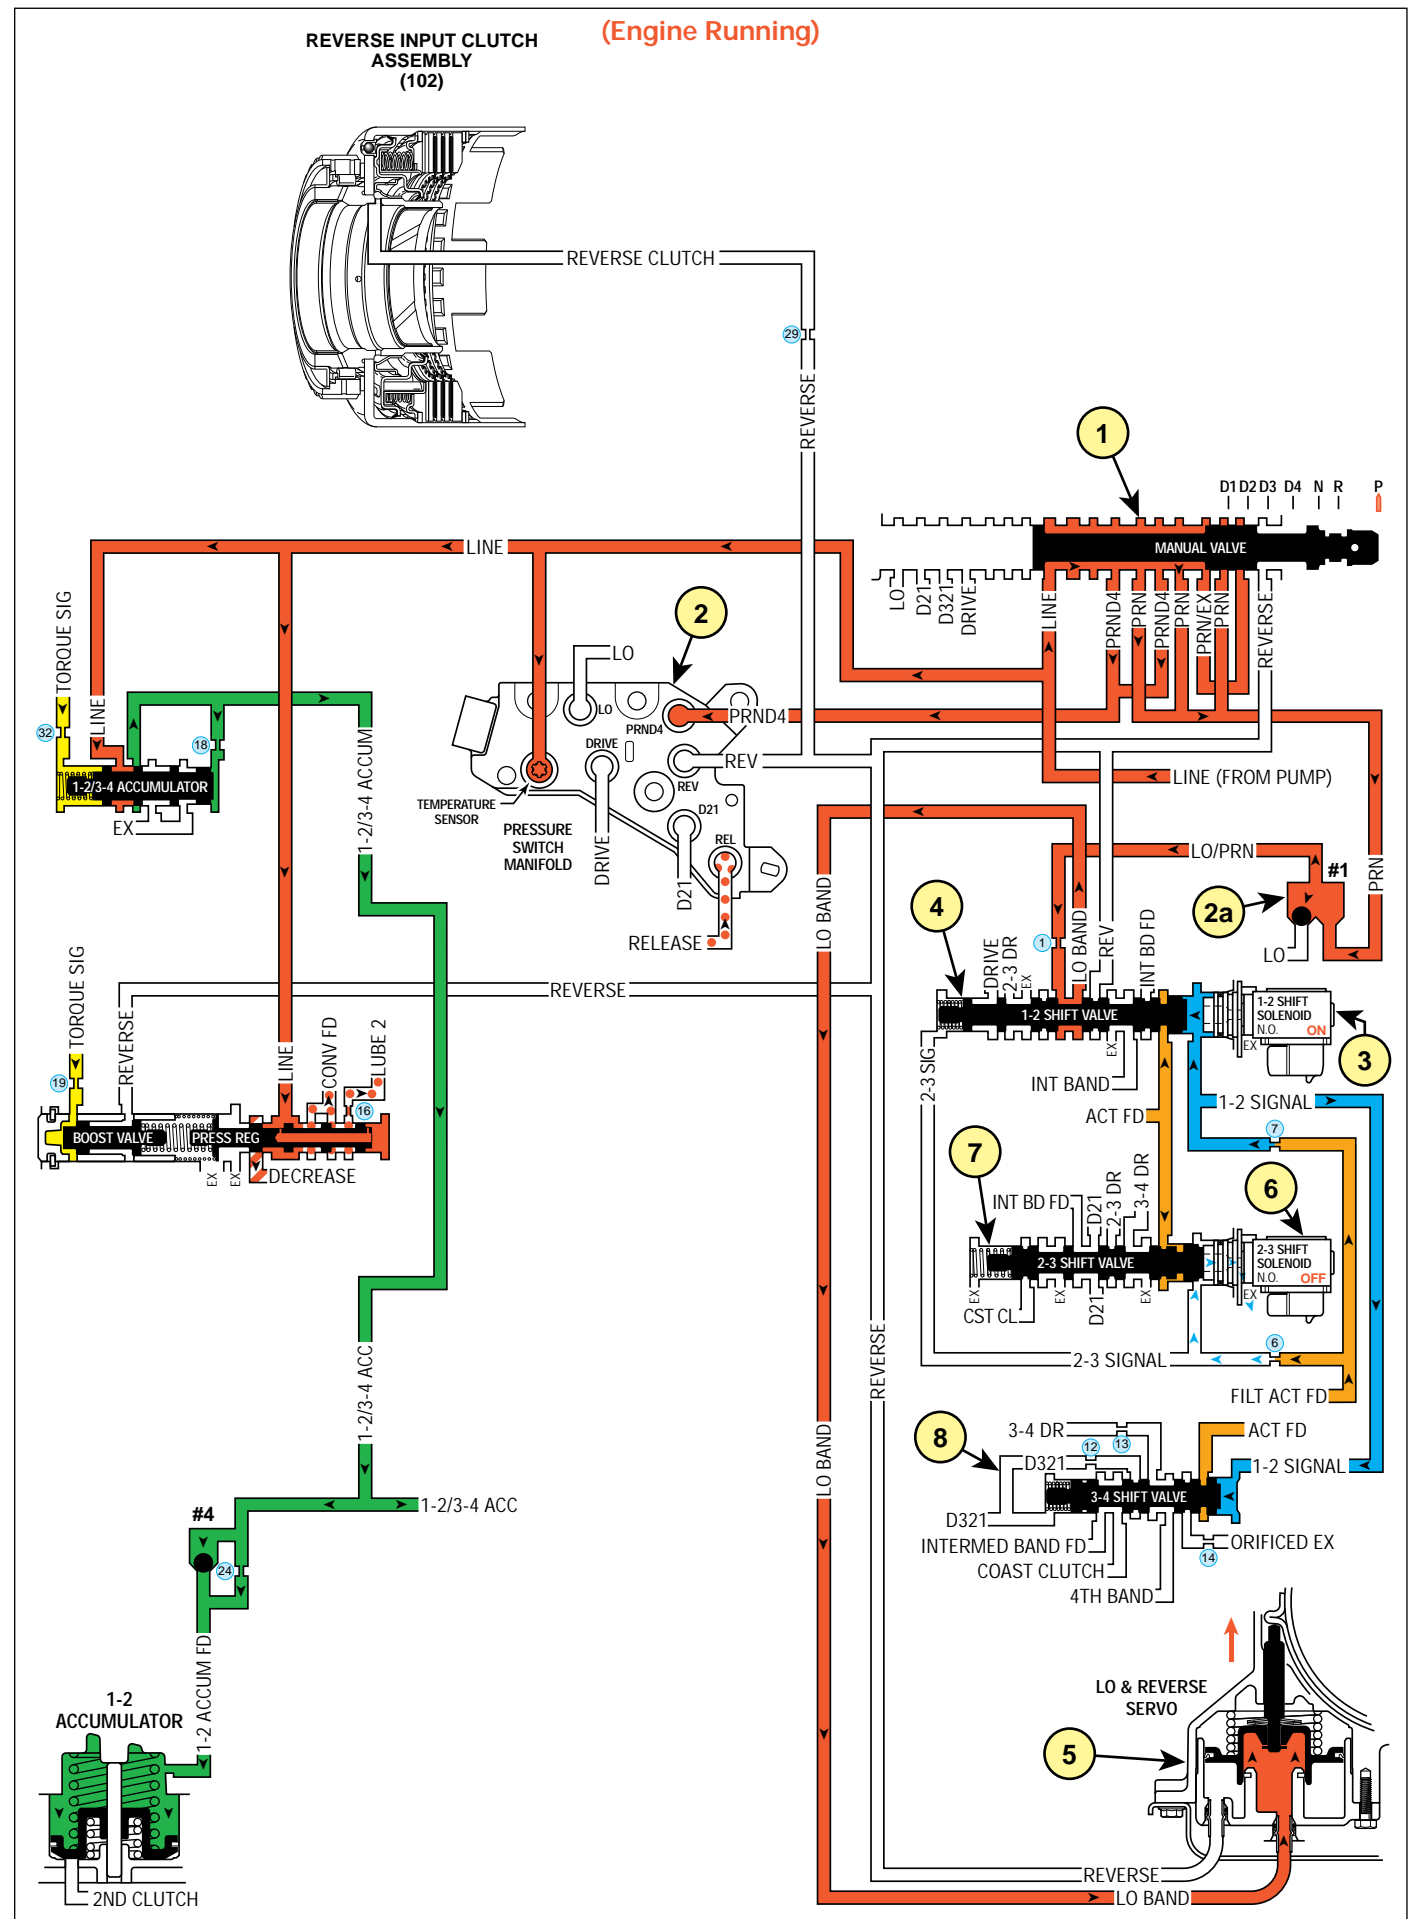 (Engine Running)
REVERSE INPUT CLUTCH
ASSEMBLY
(102)
REVERSE CLUTCH
29
REVERSE
1
D1 D2 D3 D4 N R P
MANUAL VALVE
LO
D21
D321
DRIVE
LINE
PRND4
PRN
PRND4
PRN
PRN/EX
PRN
REVERSE
LINE
TORQUE SIG
32
LINE
18
1-2/3-4 ACCUMULATOR
EX
1-2/3-4 ACCUM
2
LO
LO
PRND4
PRND4
DRIVE
REV
REV
TEMPERATURE
SENSOR
D21
PRESSURE
SWITCH
MANIFOLD
DRIVE
D21
REL
RELEASE
LINE (FROM PUMP)
LO/PRN
#1
PRN
2a
LO
LO BAND
4
1
DRIVE
2-3 DR
EX
LO BAND
REV
INT BD FD
1-2 SHIFT VALVE
1-2 SHIFT
SOLENOID
N.O. ON
EX
3
EX
INT BAND
2-3 SIG
ACT FD
1-2 SIGNAL
7
REVERSE
TORQUE SIG
19
REVERSE
LINE
CONV FD
LUBE 2
16
BOOST VALVE
PRESS REG
EX
EX
DECREASE
7
INT BD FD
D21
2-3 DR
3-4 DR
6
2-3 SHIFT VALVE
2-3 SHIFT
SOLENOID
N.O. OFF
EX
EX
CST CL
EX
D21
EX
2-3 SIGNAL
6
FILT ACT FD
REVERSE
1-2/3-4 ACC
LO BAND
8
3-4 DR
13
12
D321
ACT FD
1-2 SIGNAL
3-4 SHIFT VALVE
D321
INTERMED BAND FD
COAST CLUTCH
4TH BAND
14
ORIFICED EX
1-2/3-4 ACC
#4
24
1-2 ACCUM FD
1-2
ACCUMULATOR
2ND CLUTCH
LO & REVERSE
SERVO
5
REVERSE
LO BAND